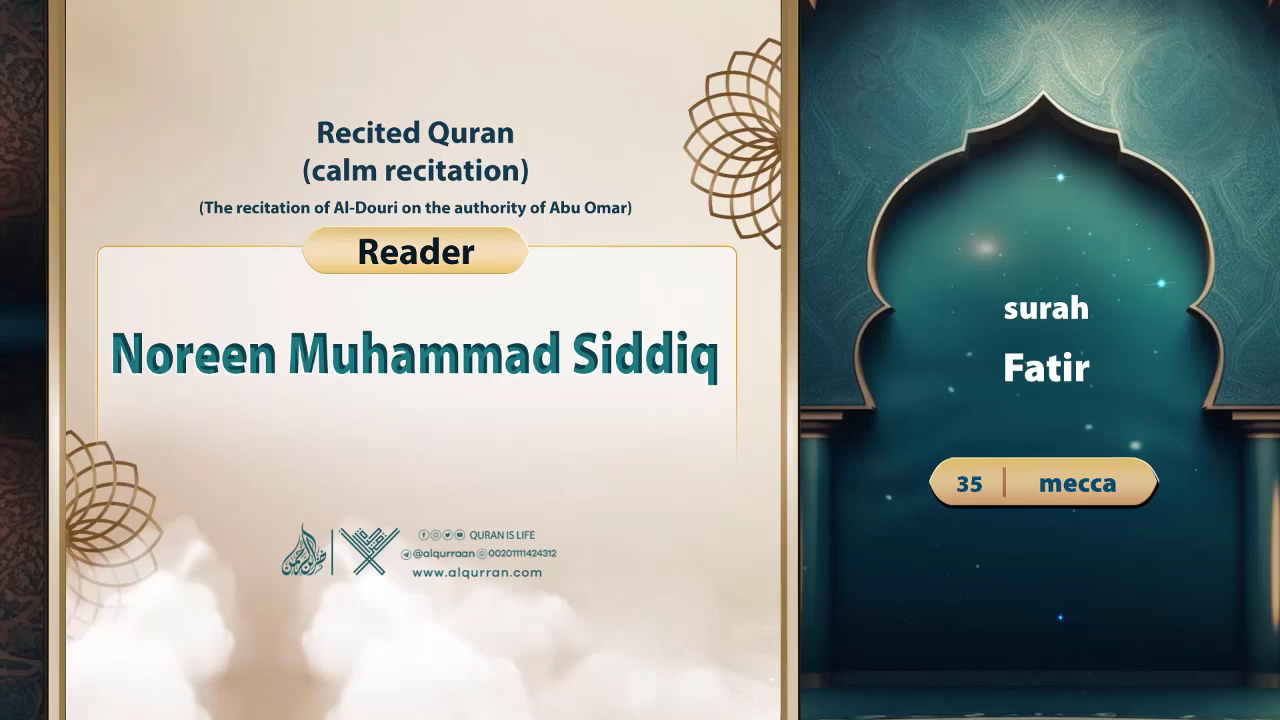 Recited Quran
(calm recitation)
(The recitation of Al-Douri on the authority of Abu Omar)
Reader
Noreen Muhammad Siddiq
QURAN IS LIFE
@alqurraan 00201111424312
www.alqurran.com
surah
Fatir
35 | mecca